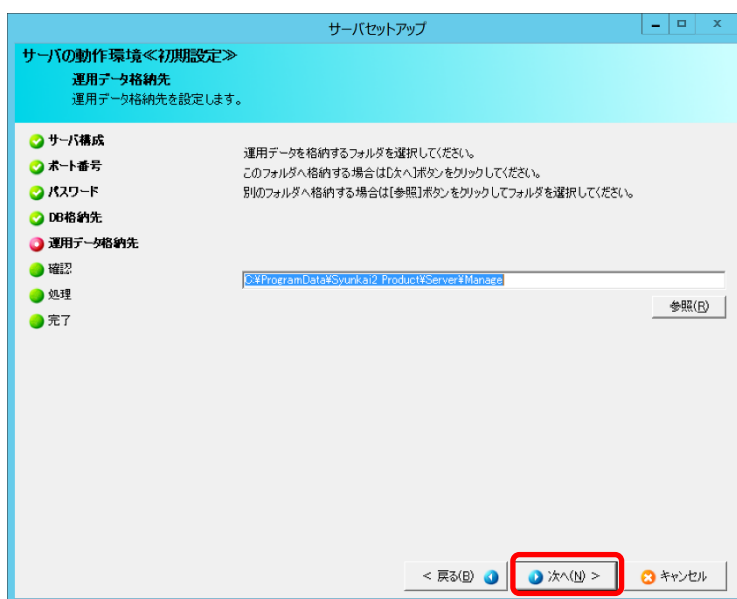 サーバセットアップ
サーバの動作環境≪初期設定≫
運用データ格納先
運用データ格納先を設定します。
サーバ構成
ポート番号
パスワード
DB格納先
運用データ格納先
確認
処理
完了
運用データを格納するフォルダを選択してください。
このフォルダへ格納する場合は[次へ]ボタンをクリックしてください。
別のフォルダへ格納する場合は[参照]ボタンをクリックしてフォルダを選択してください。
C:¥ProgramData¥Syunkai2 Product¥Server¥Manage
参照(R)
< 戻る(B)
次へ(N) >
キャンセル